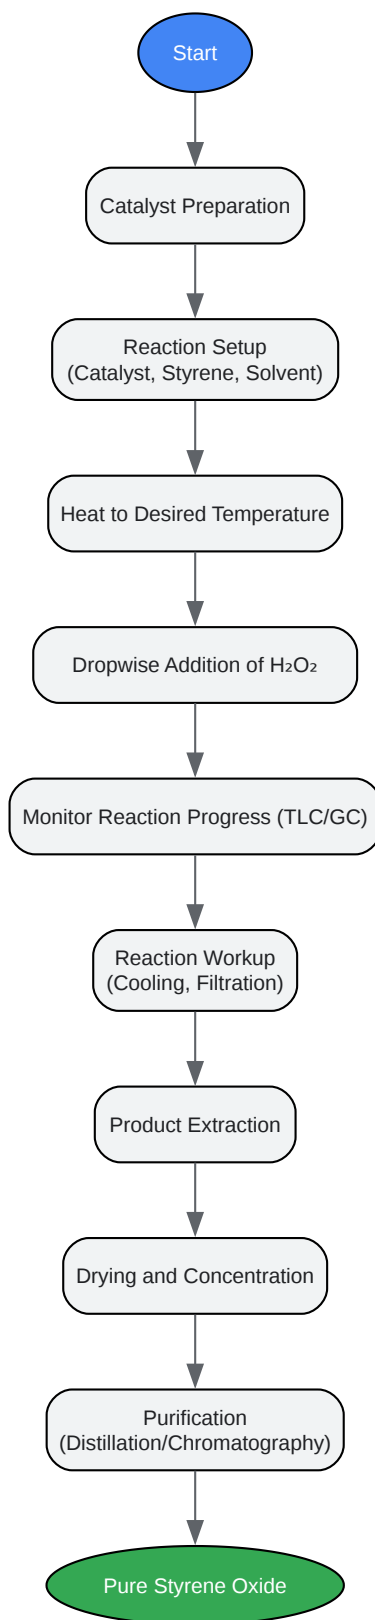 Start
Catalyst Preparation
Reaction Setup
(Catalyst, Styrene, Solvent)
Heat to Desired Temperature
Dropwise Addition of H₂O₂
Monitor Reaction Progress (TLC/GC)
Reaction Workup
(Cooling, Filtration)
Product Extraction
Drying and Concentration
Purification
(Distillation/Chromatography)
Pure Styrene Oxide